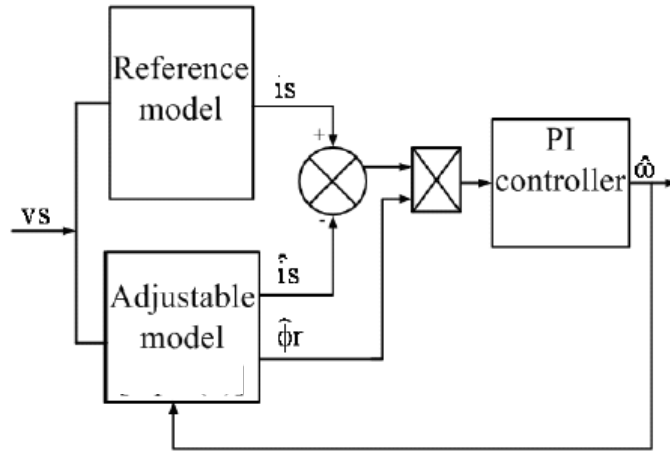 Reference
model
is
+
PI
controller
ω̂
vs
-
îs
Adjustable
model
ϕ̂r